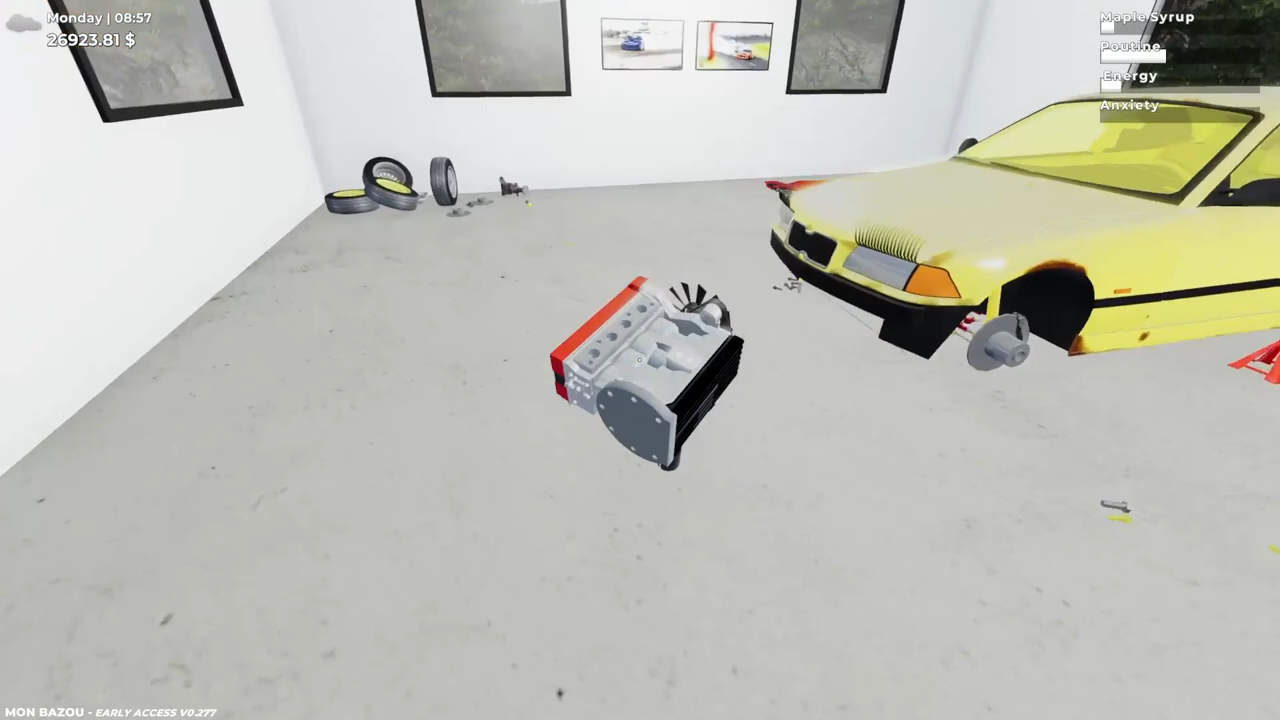 Monday | 08:57
26923.81 $
Maple Syrup
Poutine
Energy
Anxiety
MON BAZOU - EARLY ACCESS V0.277